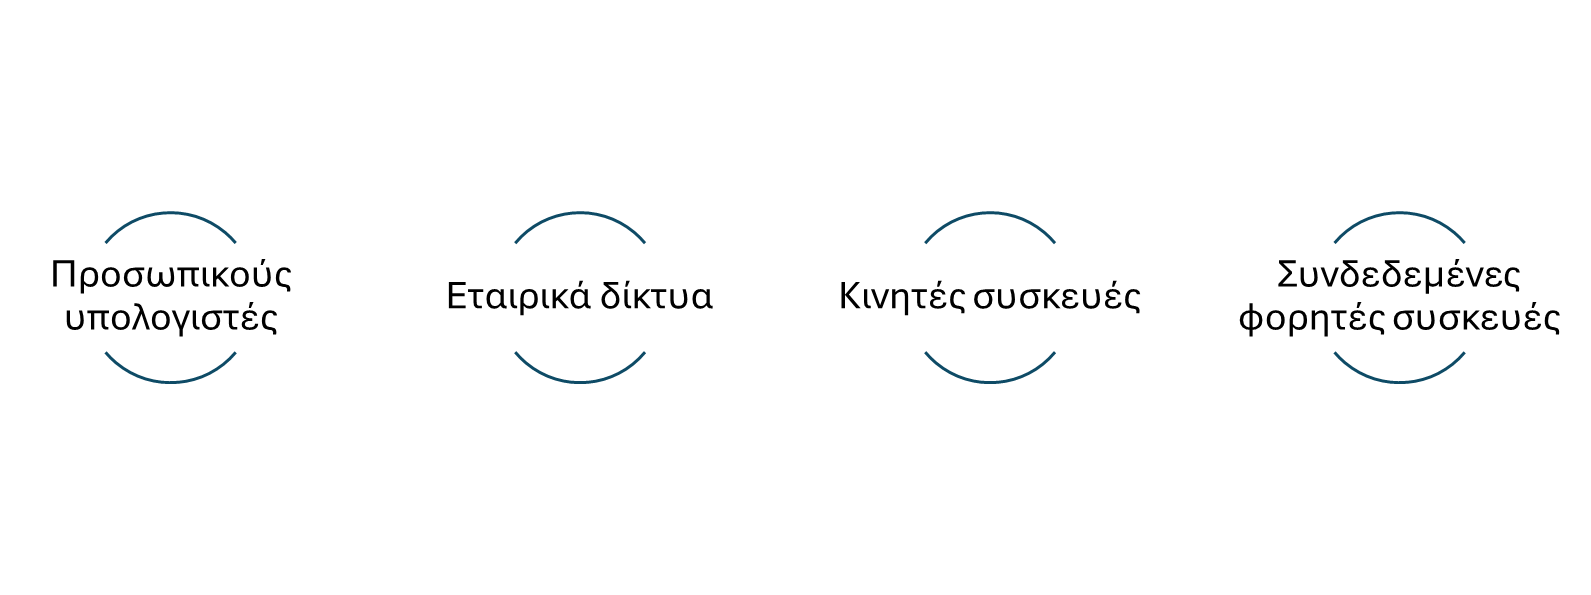 Προσωπικούς
υπολογιστές
Εταιρικά δίκτυα
Κινητές συσκευές
Συνδεδεμένες
φορητές συσκευές